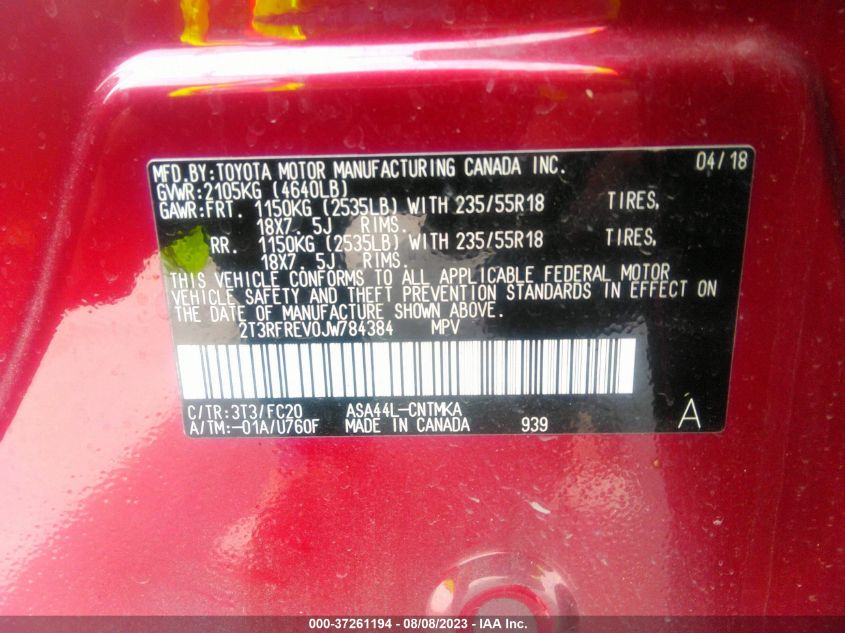 MFD.BY:TOYOTA MOTOR MANUFACTURING CANADA INC. 04/18
GVWR:2105KG (4640LB)
GAWR:FRT. 1150KG (2535LB) WITH 235/55R18 TIRES,
18X7. 5J RIMS.
RR. 1150KG (2535LB) WITH 235/55R18 TIRES,
18X7. 5J RIMS.
THIS VEHICLE CONFORMS TO ALL APPLICABLE FEDERAL MOTOR
VEHICLE SAFETY AND THEFT PREVENTION STANDARDS IN EFFECT ON
THE DATE OF MANUFACTURE SHOWN ABOVE.
2T3RFREV0JW784384 MPV
C/TR:3T3/FC20 ASA44L-CNTMKA
A/TM:-01A/U760F MADE IN CANADA 939 A
000-37261194 - 08/08/2023 - IAA Inc.